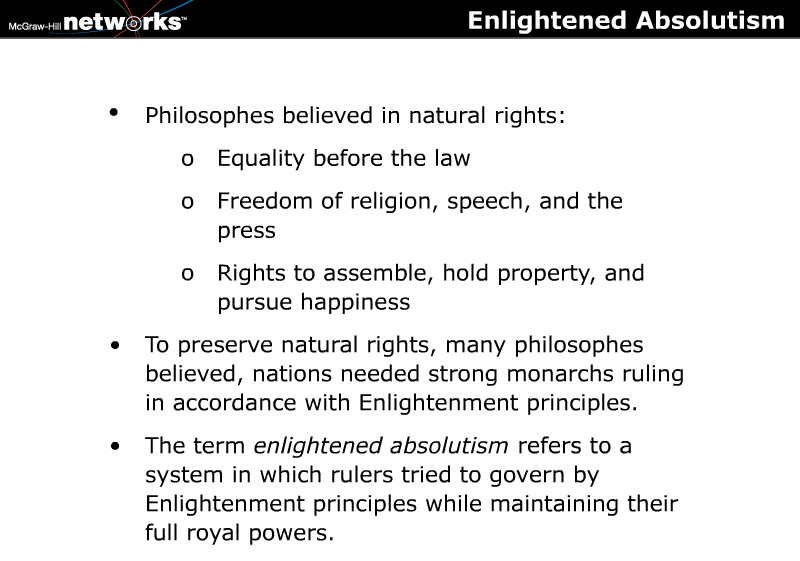 McGraw-Hill networks™
Enlightened Absolutism
• Philosophes believed in natural rights:
o Equality before the law
o Freedom of religion, speech, and the
press
o Rights to assemble, hold property, and
pursue happiness
• To preserve natural rights, many philosophes
believed, nations needed strong monarchs ruling
in accordance with Enlightenment principles.
• The term enlightened absolutism refers to a
system in which rulers tried to govern by
Enlightenment principles while maintaining their
full royal powers.